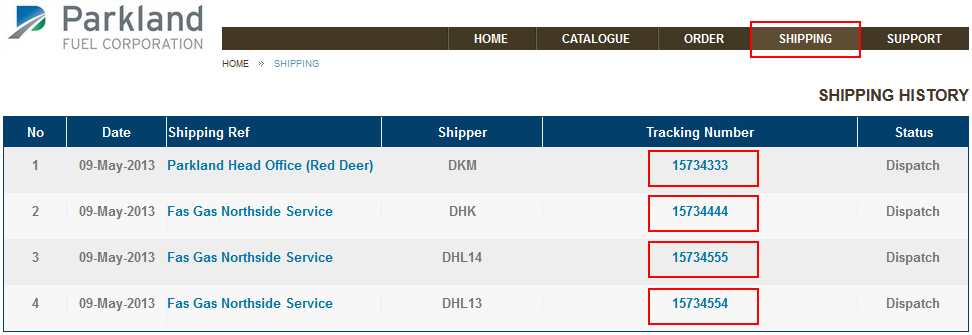 Parkland
FUEL CORPORATION
HOME CATALOGUE ORDER SHIPPING SUPPORT
HOME » SHIPPING
SHIPPING HISTORY
No Date Shipping Ref Shipper Tracking Number Status
1 09-May-2013 Parkland Head Office (Red Deer) DKM 15734333 Dispatch
2 09-May-2013 Fas Gas Northside Service DHK 15734444 Dispatch
3 09-May-2013 Fas Gas Northside Service DHL14 15734555 Dispatch
4 09-May-2013 Fas Gas Northside Service DHL13 15734554 Dispatch